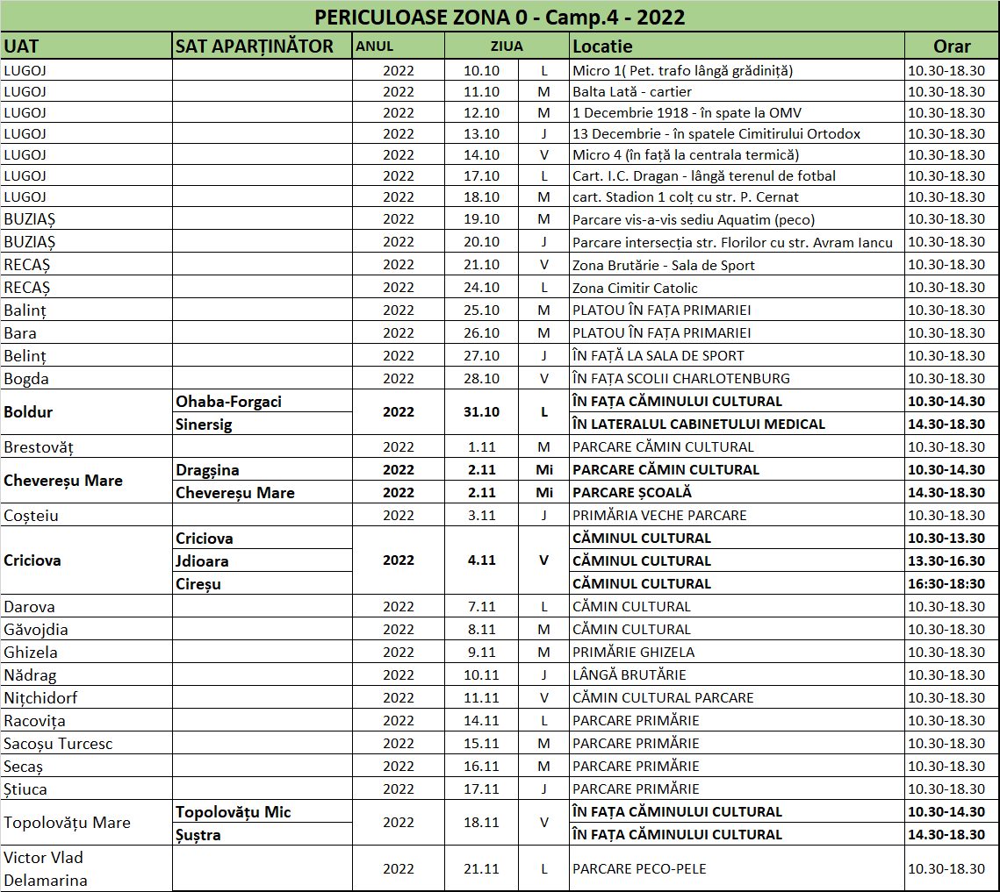 PERICULOASE ZONA 0 - Camp.4 - 2022
UAT SAT APARȚINĂTOR ANUL ZIUA Locatie Orar
LUGOJ 2022 10.10 L Micro 1( Pet. trafo lângă grădiniță) 10.30-18.30
LUGOJ 2022 11.10 M Balta Lată - cartier 10.30-18.30
LUGOJ 2022 12.10 M 1 Decembrie 1918 - în spate la OMV 10.30-18.30
LUGOJ 2022 13.10 J 13 Decembrie - în spatele Cimitirului Ortodox 10.30-18.30
LUGOJ 2022 14.10 V Micro 4 (în față la centrala termică) 10.30-18.30
LUGOJ 2022 17.10 L Cart. I.C. Dragan - lângă terenul de fotbal 10.30-18.30
LUGOJ 2022 18.10 M cart. Stadion 1 colț cu str. P. Cernat 10.30-18.30
BUZIAȘ 2022 19.10 M Parcare vis-a-vis sediu Aquatim (peco) 10.30-18.30
BUZIAȘ 2022 20.10 J Parcare intersecția str. Florilor cu str. Avram Iancu 10.30-18.30
RECAȘ 2022 21.10 V Zona Brutărie - Sala de Sport 10.30-18.30
RECAȘ 2022 24.10 L Zona Cimitir Catolic 10.30-18.30
Balinț 2022 25.10 M PLATOU ÎN FAȚA PRIMARIEI 10.30-18.30
Bara 2022 26.10 M PLATOU ÎN FAȚA PRIMARIEI 10.30-18.30
Belinț 2022 27.10 J ÎN FAȚĂ LA SALA DE SPORT 10.30-18.30
Bogda 2022 28.10 V ÎN FAȚA SCOLII CHARLOTENBURG 10.30-18.30
Boldur Ohaba-Forgaci 2022 31.10 L ÎN FAȚA CĂMINULUI CULTURAL 10.30-14.30
Sinersig ÎN LATERALUL CABINETULUI MEDICAL 14.30-18.30
Brestovăț 2022 1.11 M PARCARE CĂMIN CULTURAL 10.30-18.30
Chevereșu Mare Dragșina 2022 2.11 Mi PARCARE CĂMIN CULTURAL 10.30-14.30
Chevereșu Mare 2022 2.11 Mi PARCARE ȘCOALĂ 14.30-18.30
Coșteiu 2022 3.11 J PRIMĂRIA VECHE PARCARE 10.30-18.30
Criciova Criciova 2022 4.11 V CĂMINUL CULTURAL 10.30-13.30
Jdioara CĂMINUL CULTURAL 13.30-16.30
Cireșu CĂMINUL CULTURAL 16:30-18:30
Darova 2022 7.11 L CĂMIN CULTURAL 10.30-18.30
Găvojdia 2022 8.11 M CĂMIN CULTURAL 10.30-18.30
Ghizela 2022 9.11 M PRIMĂRIE GHIZELA 10.30-18.30
Nădrag 2022 10.11 J LÂNGĂ BRUTĂRIE 10.30-18.30
Nițchidorf 2022 11.11 V CĂMIN CULTURAL PARCARE 10.30-18.30
Racovița 2022 14.11 L PARCARE PRIMĂRIE 10.30-18.30
Sacoșu Turcesc 2022 15.11 M PARCARE PRIMĂRIE 10.30-18.30
Secaș 2022 16.11 M PARCARE PRIMĂRIE 10.30-18.30
Știuca 2022 17.11 J PARCARE PRIMĂRIE 10.30-18.30
Topolovățu Mare Topolovățu Mic 2022 18.11 V ÎN FAȚA CĂMINULUI CULTURAL 10.30-14.30
Șuștra ÎN FAȚA CĂMINULUI CULTURAL 14.30-18.30
Victor Vlad
Delamarina 2022 21.11 L PARCARE PECO-PELE 10.30-18.30